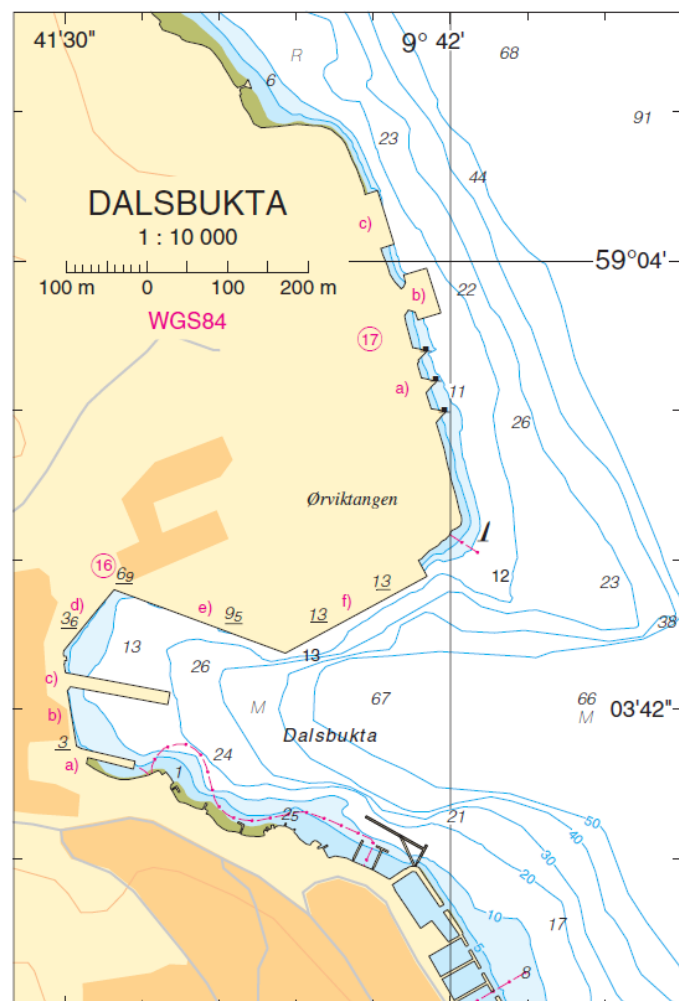 41'30" 9° 42'
68
R
6
91
23
44
DALSBUKTA
1 : 10 000
c)
59°04'
100 m 0 100 m 200 m
b)
22
WGS84
17
a)
11
26
Ørviktangen
16
6₉
13
12
23
d)
f)
3₆
e)
9₅
13
38
13
13
26
c)
67
66
M
M
03'42"
b)
Dalsbukta
3
24
a)
1
25
21
50
40
30
20
10
17
5
8